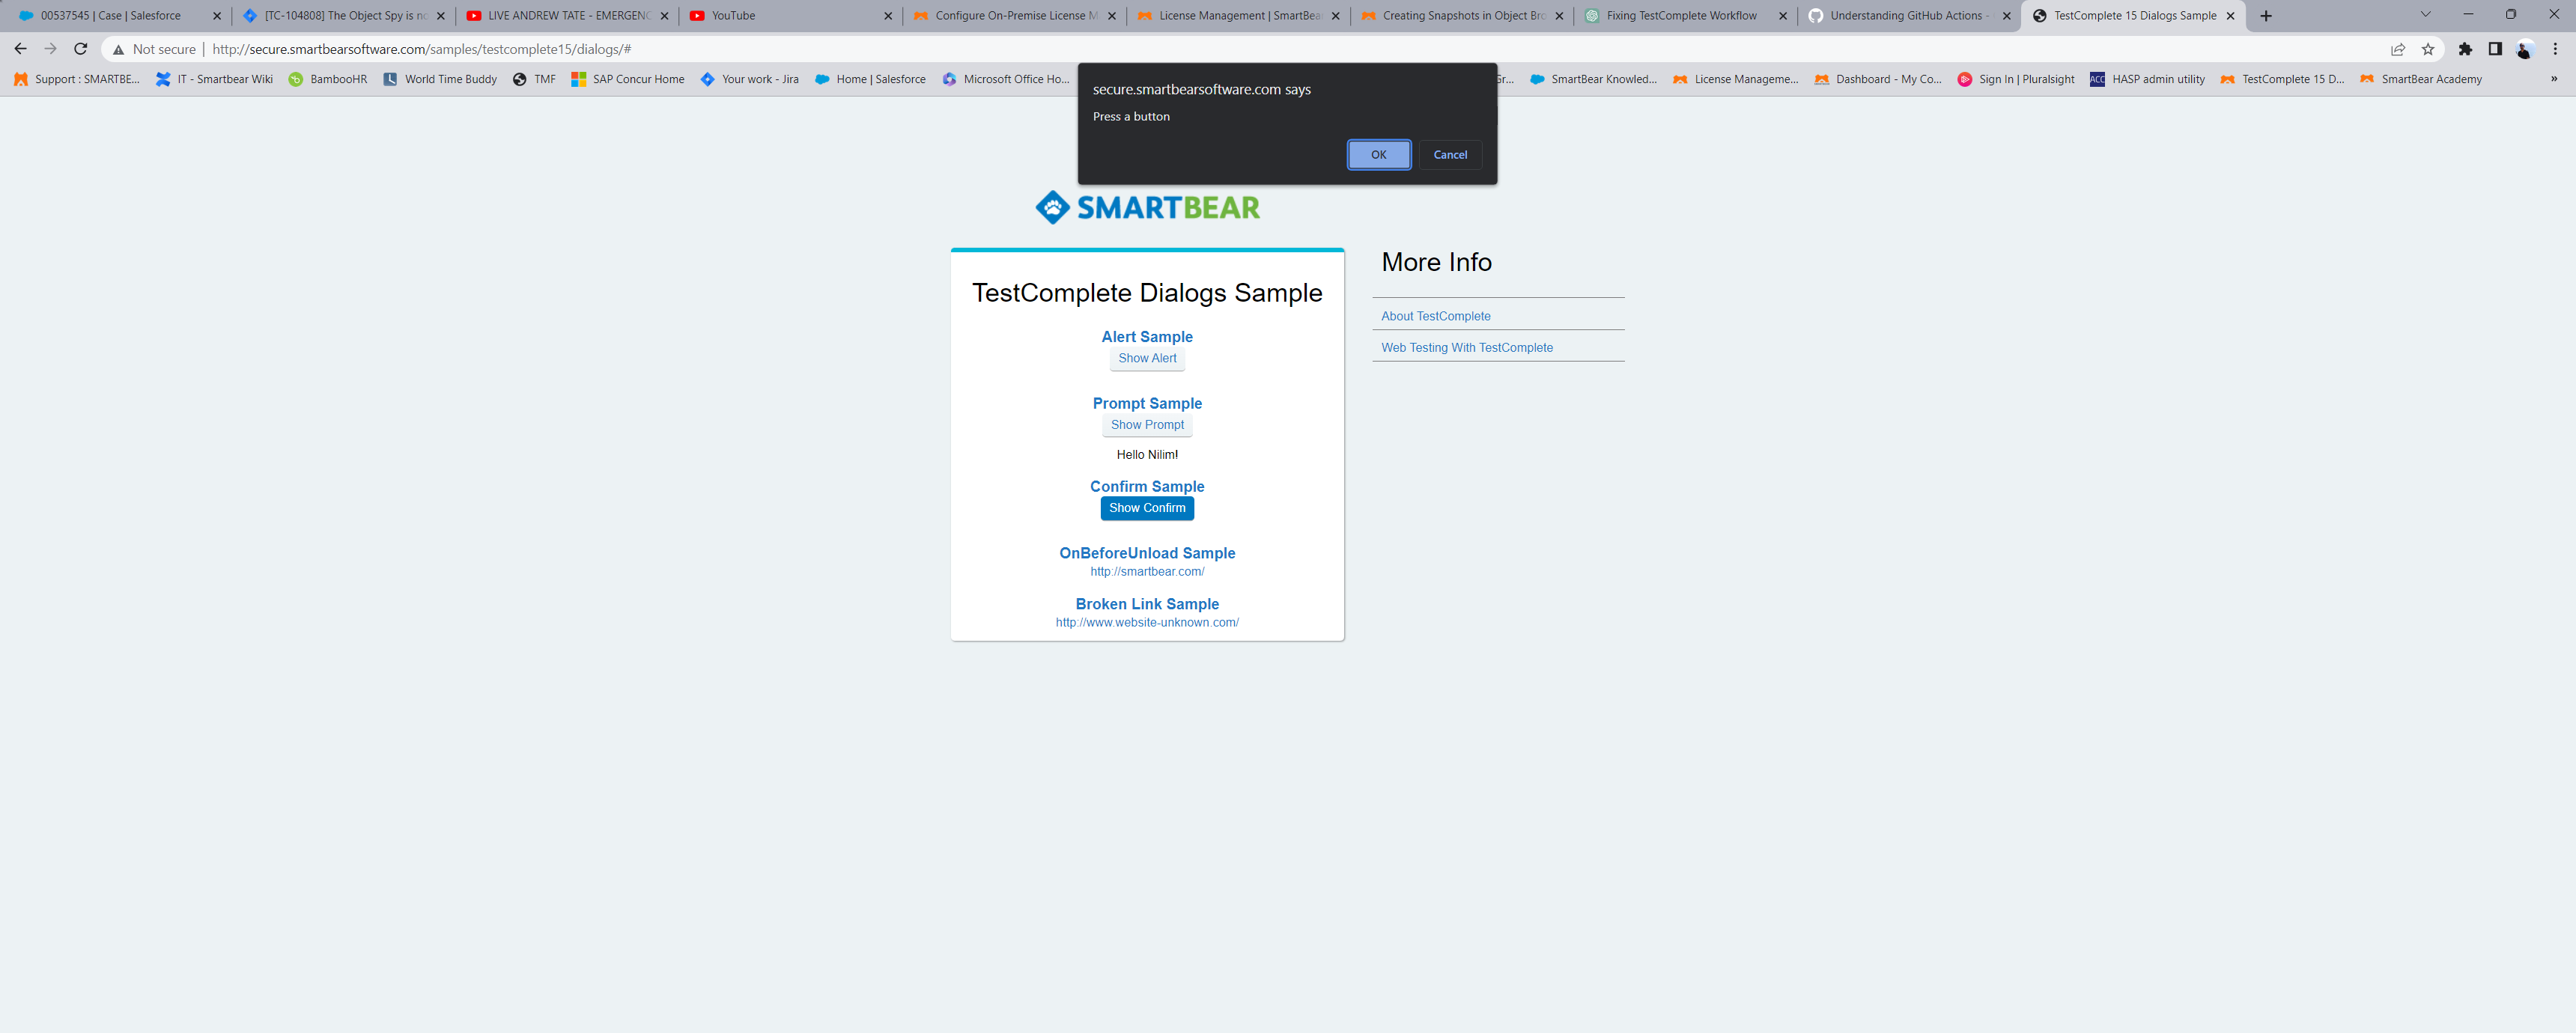 00537545 | Case | Salesforce
[TC-104808] The Object Spy is no
LIVE ANDREW TATE - EMERGENC
YouTube
Configure On-Premise License M
License Management | SmartBea
Creating Snapshots in Object Bro
Fixing TestComplete Workflow
Understanding GitHub Actions -
TestComplete 15 Dialogs Sample
Not secure
http://secure.smartbearsoftware.com/samples/testcomplete15/dialogs/#
Support : SMARTBE...
IT - Smartbear Wiki
BambooHR
World Time Buddy
TMF
SAP Concur Home
Your work - Jira
Home | Salesforce
Microsoft Office Ho...
SmartBear Knowled...
License Manageme...
Dashboard - My Co...
Sign In | Pluralsight
ACC
HASP admin utility
TestComplete 15 D...
SmartBear Academy
»
secure.smartbearsoftware.com says
Press a button
OK
Cancel
SMARTBEAR
TestComplete Dialogs Sample
Alert Sample
Show Alert
Prompt Sample
Show Prompt
Hello Nilim!
Confirm Sample
Show Confirm
OnBeforeUnload Sample
http://smartbear.com/
Broken Link Sample
http://www.website-unknown.com/
More Info
About TestComplete
Web Testing With TestComplete